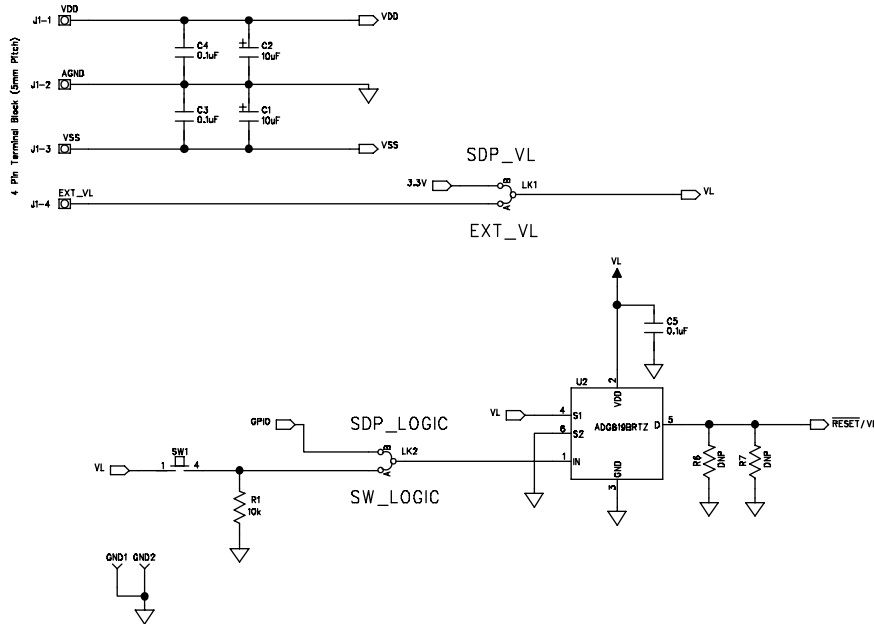 4 Pin Terminal Block (5mm Pitch)
J1-1
VDD
VDD
C4
0.1uF
C2
10uF
J1-2
AGND
C3
0.1uF
C1
10uF
J1-3
VSS
VSS
SDP_VL
3.3V
B
LK1
VL
J1-4
EXT_VL
A
EXT_VL
VL
C5
0.1uF
U2
2
VDD
VL
4
S1
6
S2
ADG819BRTZ
D
5
RESET/VL
GPIO
SDP_LOGIC
B
LK2
1
IN
GND
3
R6
DNP
R7
DNP
VL
SW1
1
4
A
SW_LOGIC
R1
10k
GND1
GND2